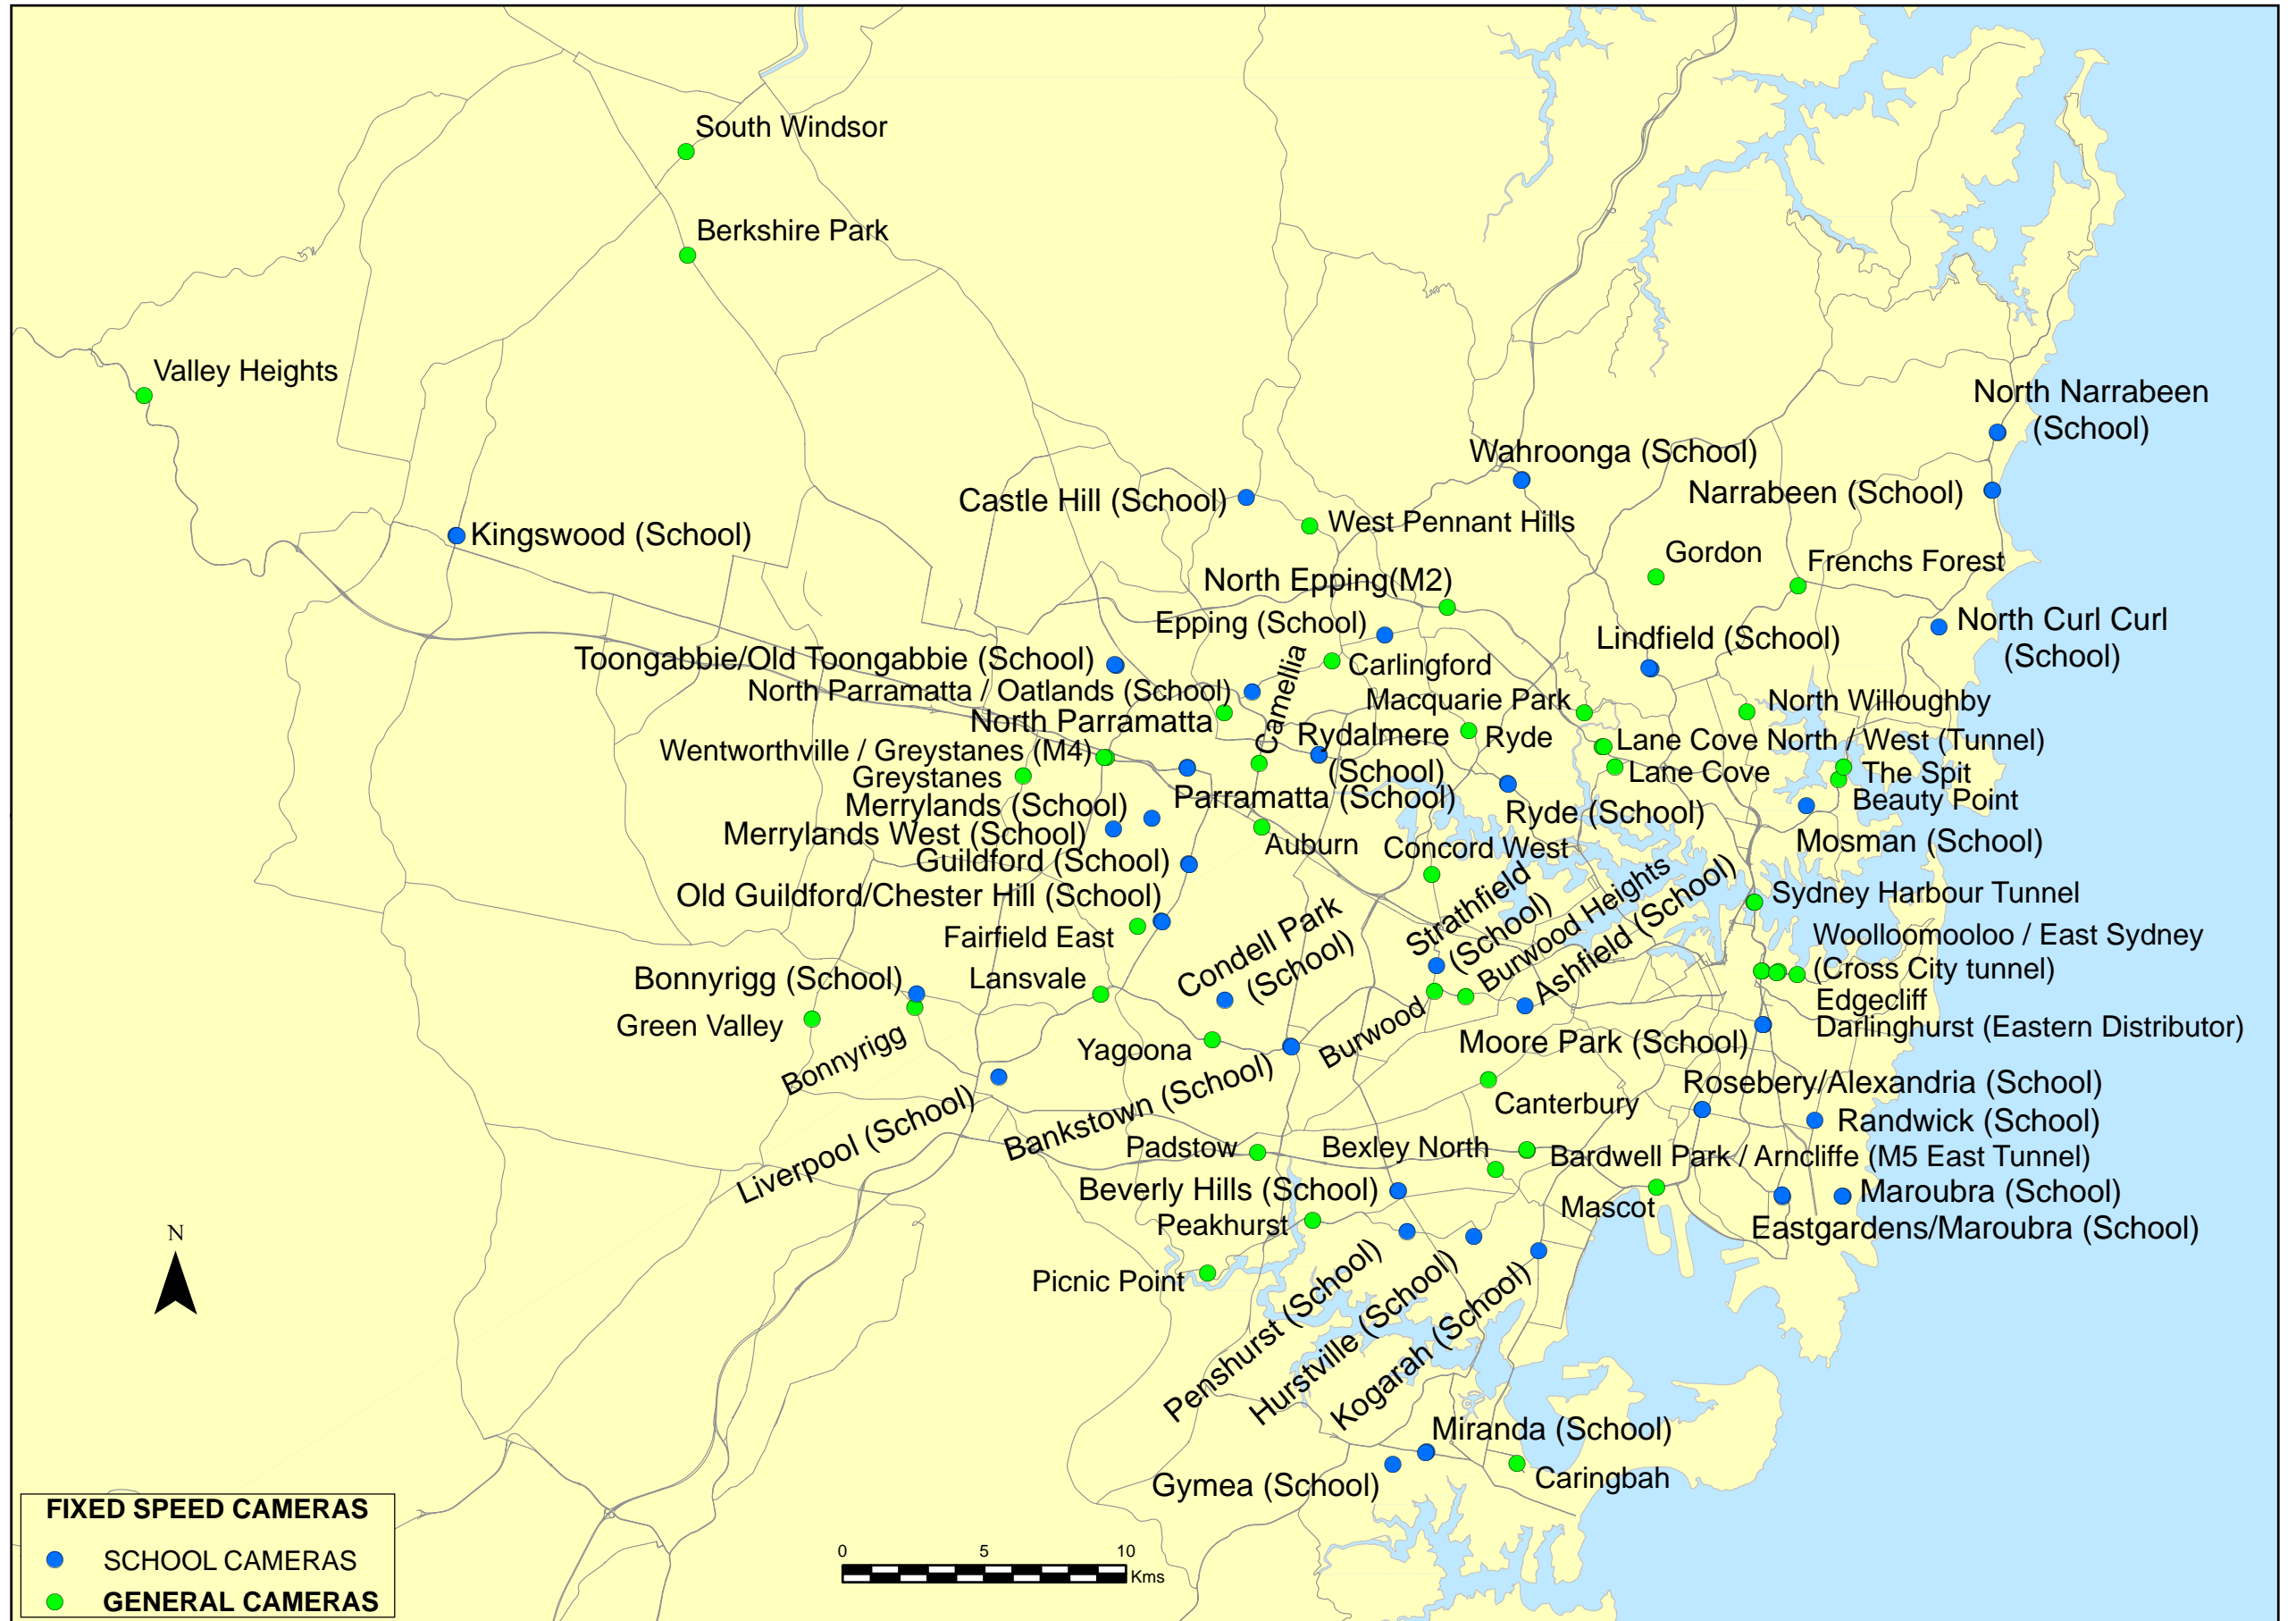 South Windsor
Berkshire Park
Valley Heights
North Narrabeen
(School)
Wahroonga (School)
Narrabeen (School)
Castle Hill (School)
West Pennant Hills
Kingswood (School)
Gordon
Frenchs Forest
North Epping(M2)
Epping (School)
North Curl Curl
(School)
Lindfield (School)
Toongabbie/Old Toongabbie (School)
Carlingford
Camellia
North Parramatta / Oatlands (School)
Macquarie Park
North Willoughby
North Parramatta
Rydalmere
(School)
Ryde
Lane Cove North / West (Tunnel)
Wentworthville / Greystanes (M4)
Greystanes
Lane Cove
The Spit
Beauty Point
Merrylands (School)
Parramatta (School)
Ryde (School)
Merrylands West (School)
Auburn
Concord West
Mosman (School)
Guildford (School)
Old Guildford/Chester Hill (School)
Sydney Harbour Tunnel
Strathfield
(School)
Burwood Heights
Ashfield (School)
Fairfield East
Condell Park
(School)
Woolloomooloo / East Sydney
(Cross City tunnel)
Bonnyrigg (School)
Lansvale
Edgecliff
Green Valley
Darlinghurst (Eastern Distributor)
Bonnyrigg
Yagoona
Burwood
Moore Park (School)
Bankstown (School)
Rosebery/Alexandria (School)
Liverpool (School)
Canterbury
Randwick (School)
Padstow
Bexley North
Bardwell Park / Arncliffe (M5 East Tunnel)
Beverly Hills (School)
Maroubra (School)
Mascot
Peakhurst
Eastgardens/Maroubra (School)
N
Picnic Point
Penshurst (School)
Hurstville (School)
Kogarah (School)
Miranda (School)
Gymea (School)
Caringbah
FIXED SPEED CAMERAS
SCHOOL CAMERAS
GENERAL CAMERAS
0 5 10
Kms